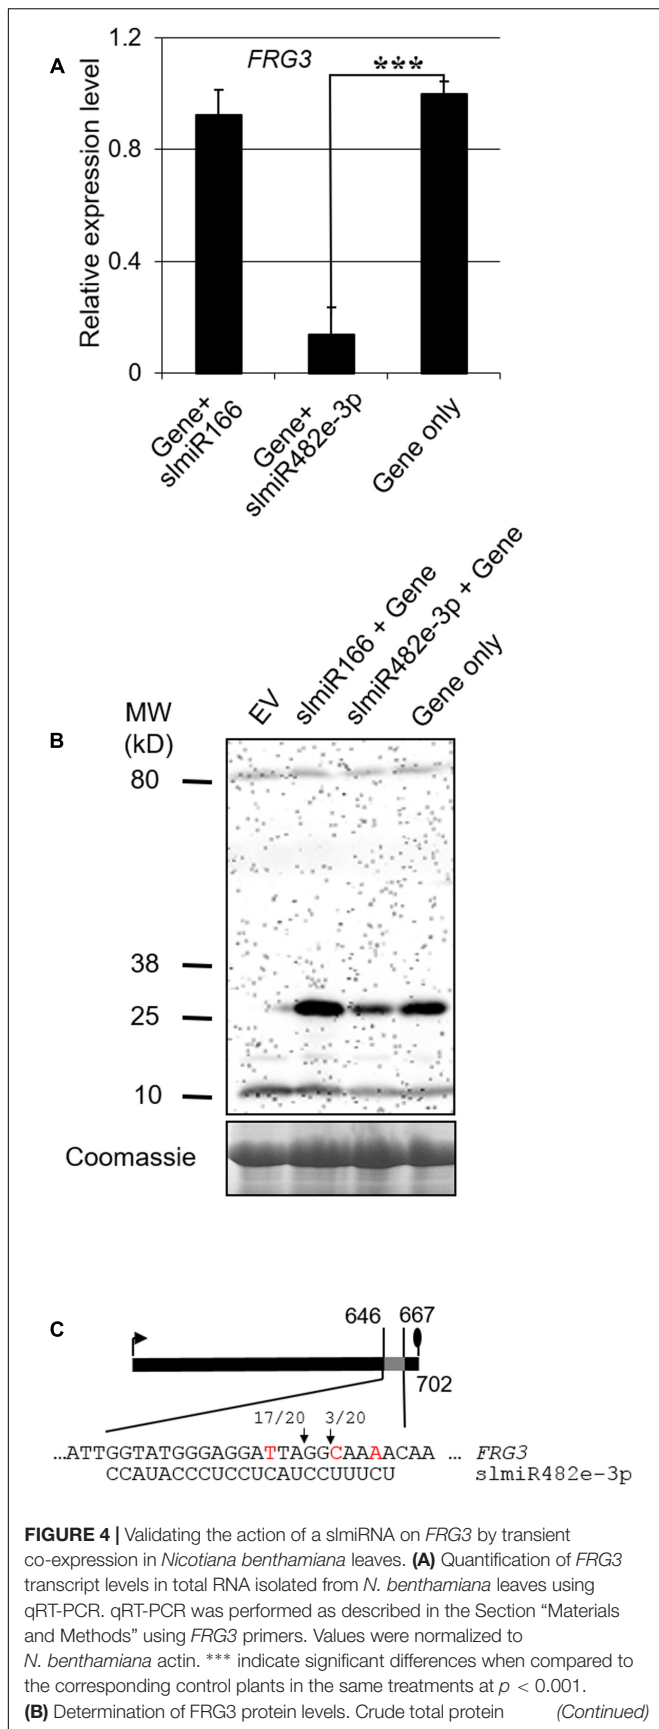 A
FRG3
***
Relative expression level
1.2
0.8
0.4
0
Gene+
slmiR166
Gene+
slmiR482e-3p
Gene only
B
MW
(kD)
EV
slmiR166 + Gene
slmiR482e-3p + Gene
Gene only
80
38
25
10
Coomassie
C
646 667
702
17/20 3/20
...ATTGGTATGGGAGGATTAGGCAAAACAA ... FRG3
CCAUACCCUCCUCAUCCUUUCU slmiR482e-3p
FIGURE 4 | Validating the action of a slmiRNA on FRG3 by transient
co-expression in Nicotiana benthamiana leaves. (A) Quantification of FRG3
transcript levels in total RNA isolated from N. benthamiana leaves using
qRT-PCR. qRT-PCR was performed as described in the Section “Materials
and Methods” using FRG3 primers. Values were normalized to
N. benthamiana actin. *** indicate significant differences when compared to
the corresponding control plants in the same treatments at p < 0.001.
(B) Determination of FRG3 protein levels. Crude total protein (Continued)